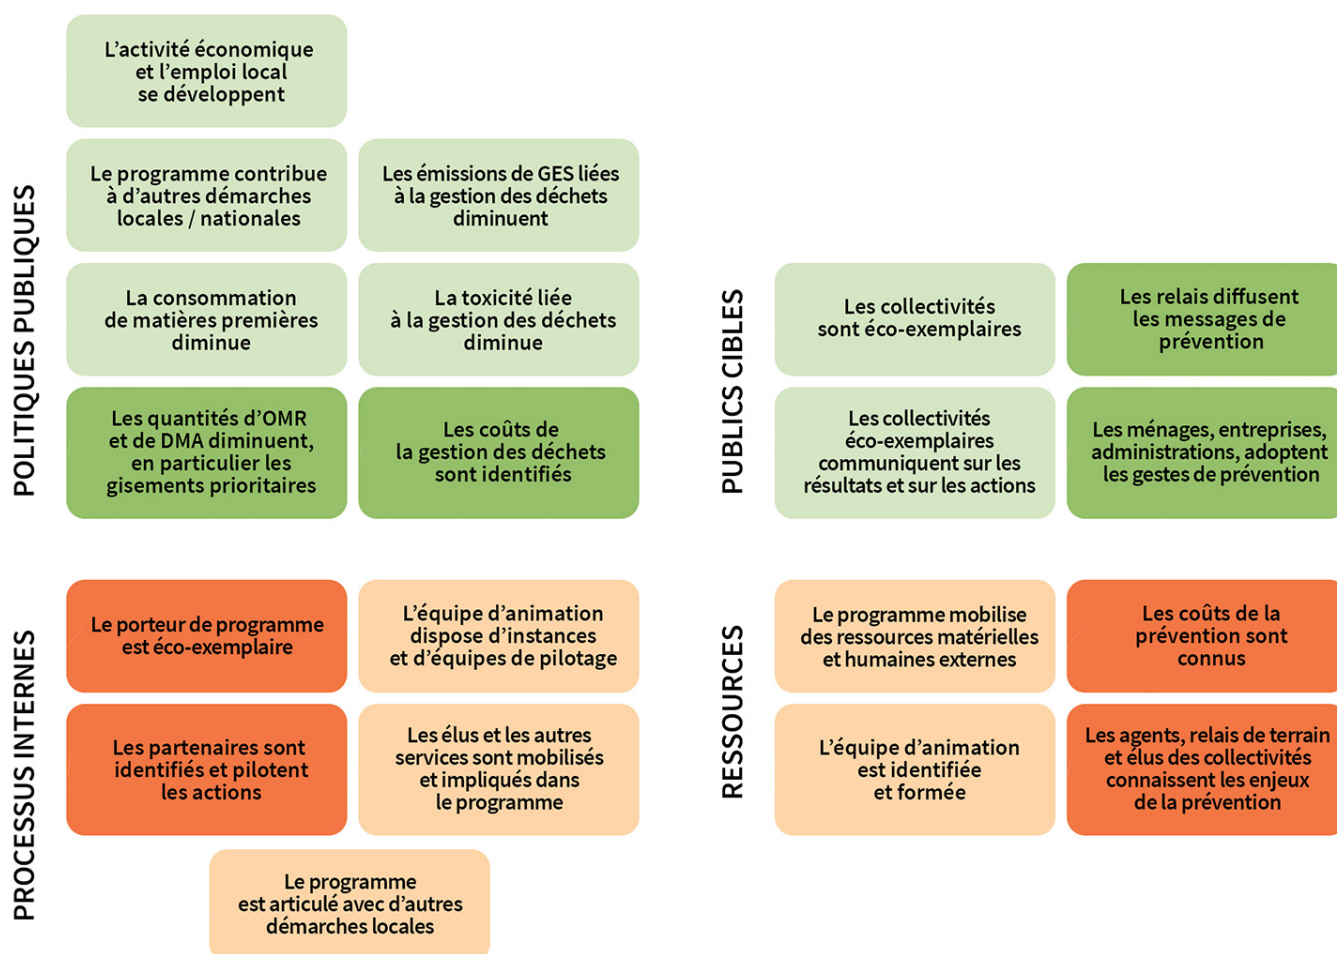 POLITIQUES PUBLIQUES
L'activité économique
et l'emploi local
se développent
Le programme contribue
à d'autres démarches
locales / nationales
Les émissions de GES liées
à la gestion des déchets
diminuent
La consommation
de matières premières
diminue
La toxicité liée
à la gestion des déchets
diminue
Les quantités d'OMR
et de DMA diminuent,
en particulier les
gisements prioritaires
Les coûts de
la gestion des déchets
sont identifiés
PUBLICS CIBLES
Les collectivités
sont éco-exemplaires
Les relais diffusent
les messages de
prévention
Les collectivités
éco-exemplaires
communiquent sur les
résultats et sur les actions
Les ménages, entreprises,
administrations, adoptent
les gestes de prévention
PROCESSUS INTERNES
Le porteur de programme
est éco-exemplaire
L'équipe d'animation
dispose d'instances
et d'équipes de pilotage
Les partenaires sont
identifiés et pilotent
les actions
Les élus et les autres
services sont mobilisés
et impliqués dans
le programme
Le programme
est articulé avec d'autres
démarches locales
RESSOURCES
Le programme mobilise
des ressources matérielles
et humaines externes
Les coûts de la
prévention sont
connus
L'équipe d'animation
est identifiée
et formée
Les agents, relais de terrain
et élus des collectivités
connaissent les enjeux
de la prévention